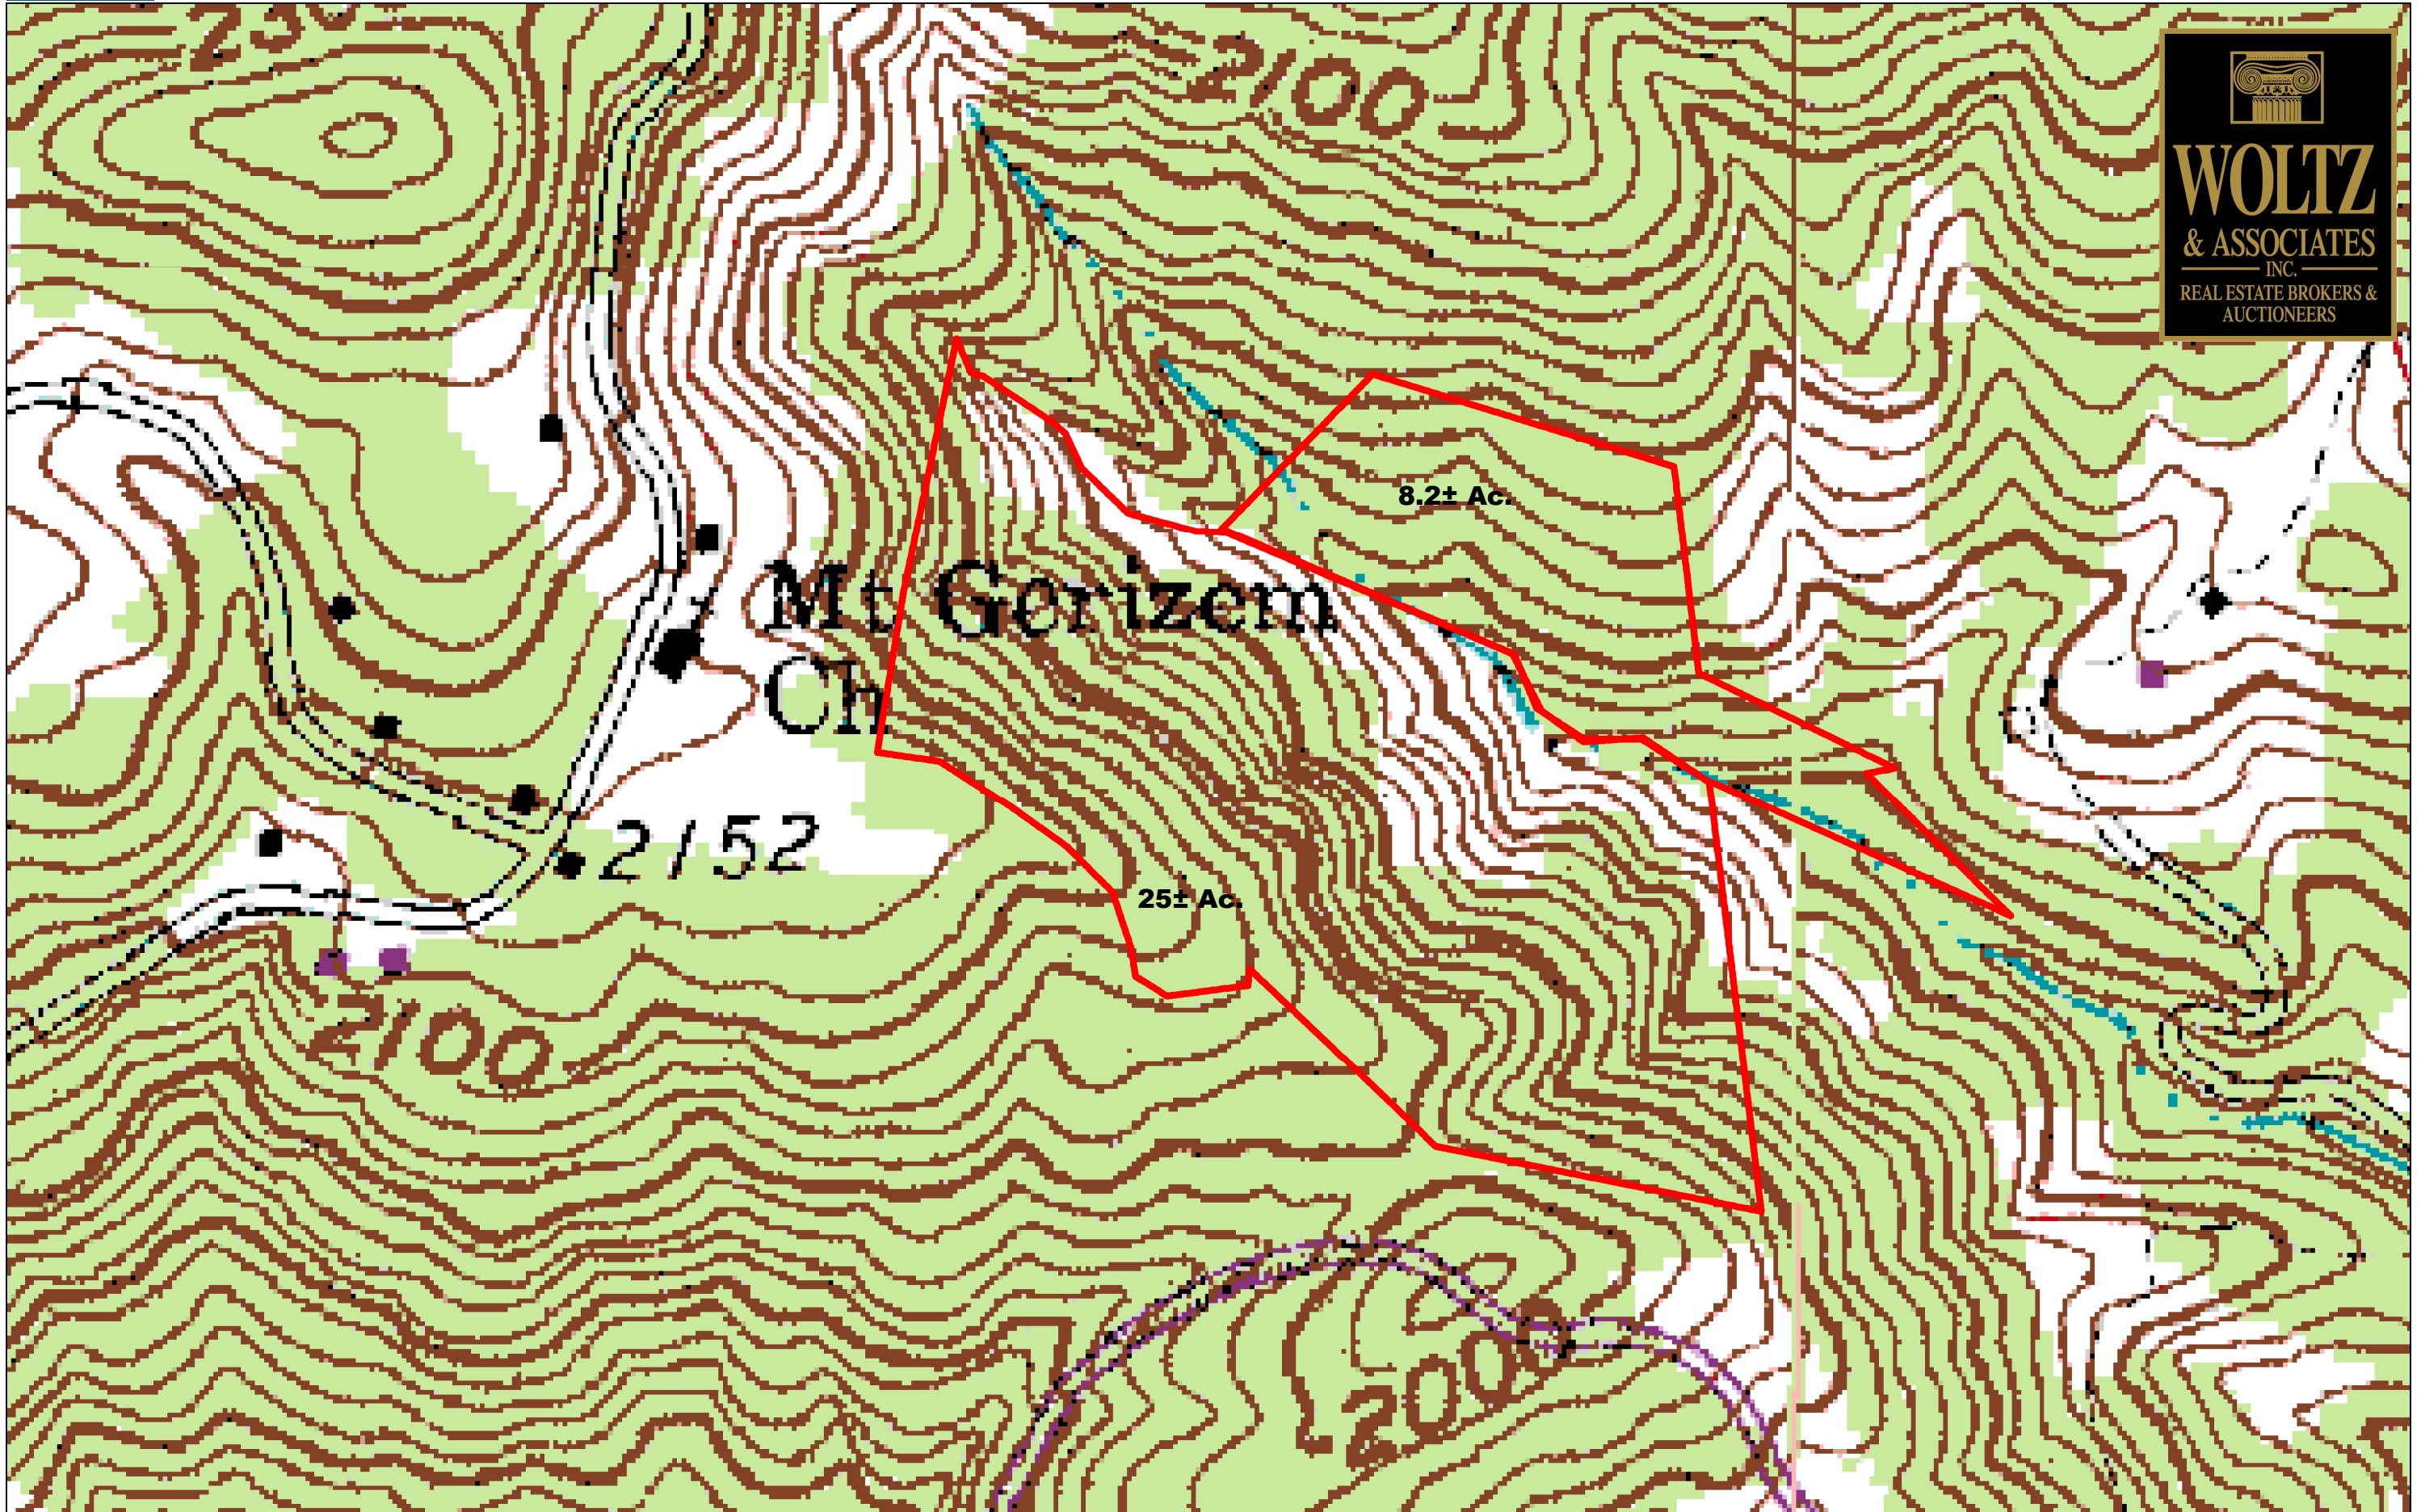 230
2100
WOLTZ
& ASSOCIATES
INC.
REAL ESTATE BROKERS &
AUCTIONEERS
8.2± Ac.
Mt Gerizem
Ch
2152
25± Ac.
2100
2000